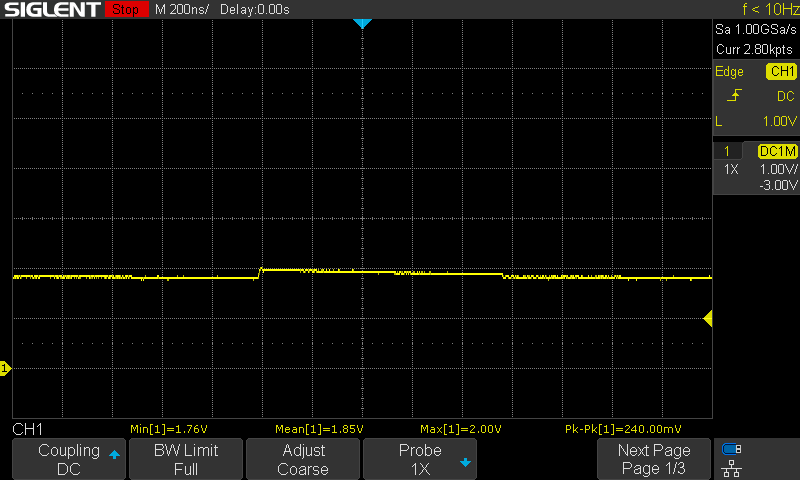 SIGLENT Stop M 200ns/ Delay:0.00s f < 10Hz
Sa 1.00GSa/s
Curr 2.80kpts
Edge CH1
DC
L 1.00V
1 DC1M
1X 1.00V/
-3.00V
1
CH1 Min[1]=1.76V Mean[1]=1.85V Max[1]=2.00V Pk-Pk[1]=240.00mV
Coupling BW Limit Adjust Probe Next Page
DC Full Coarse 1X Page 1/3